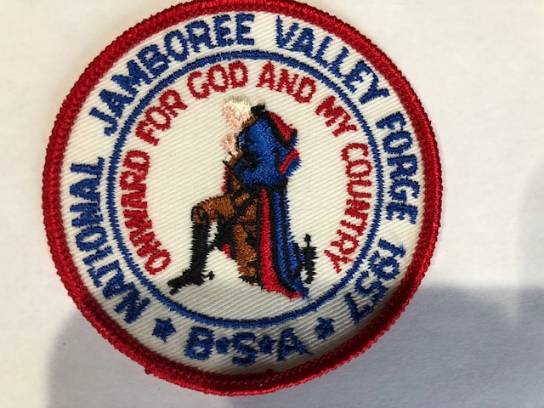 NATIONAL JAMBOREE VALLEY FORGE 1957
ONWARD FOR GOD AND MY COUNTRY
★ B★S★A ★